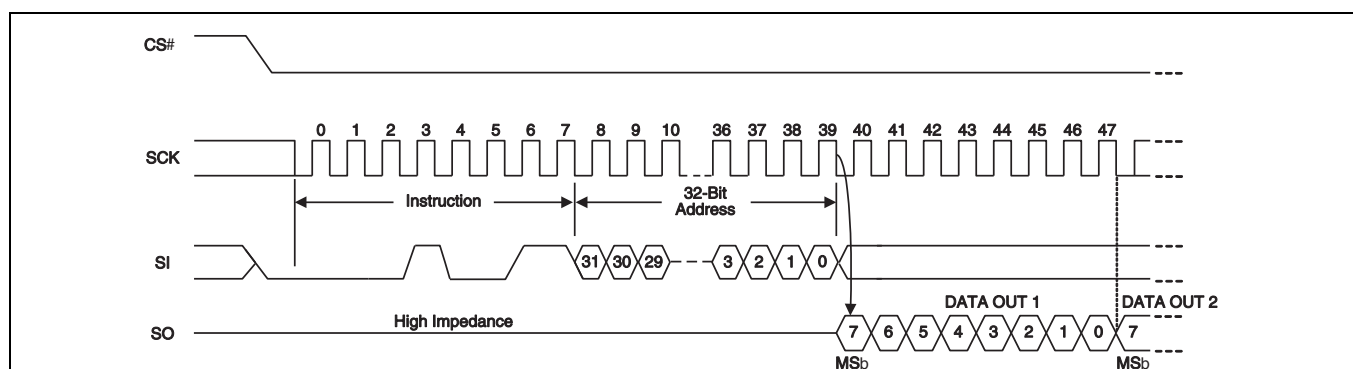 CS#
SCK
0 1 2 3 4 5 6 7 8 9 10 36 37 38 39 40 41 42 43 44 45 46 47
Instruction
32-Bit
Address
SI
31 30 29 3 2 1 0
DATA OUT 1
DATA OUT 2
High Impedance
SO
7 6 5 4 3 2 1 0 7
MSb
MSb